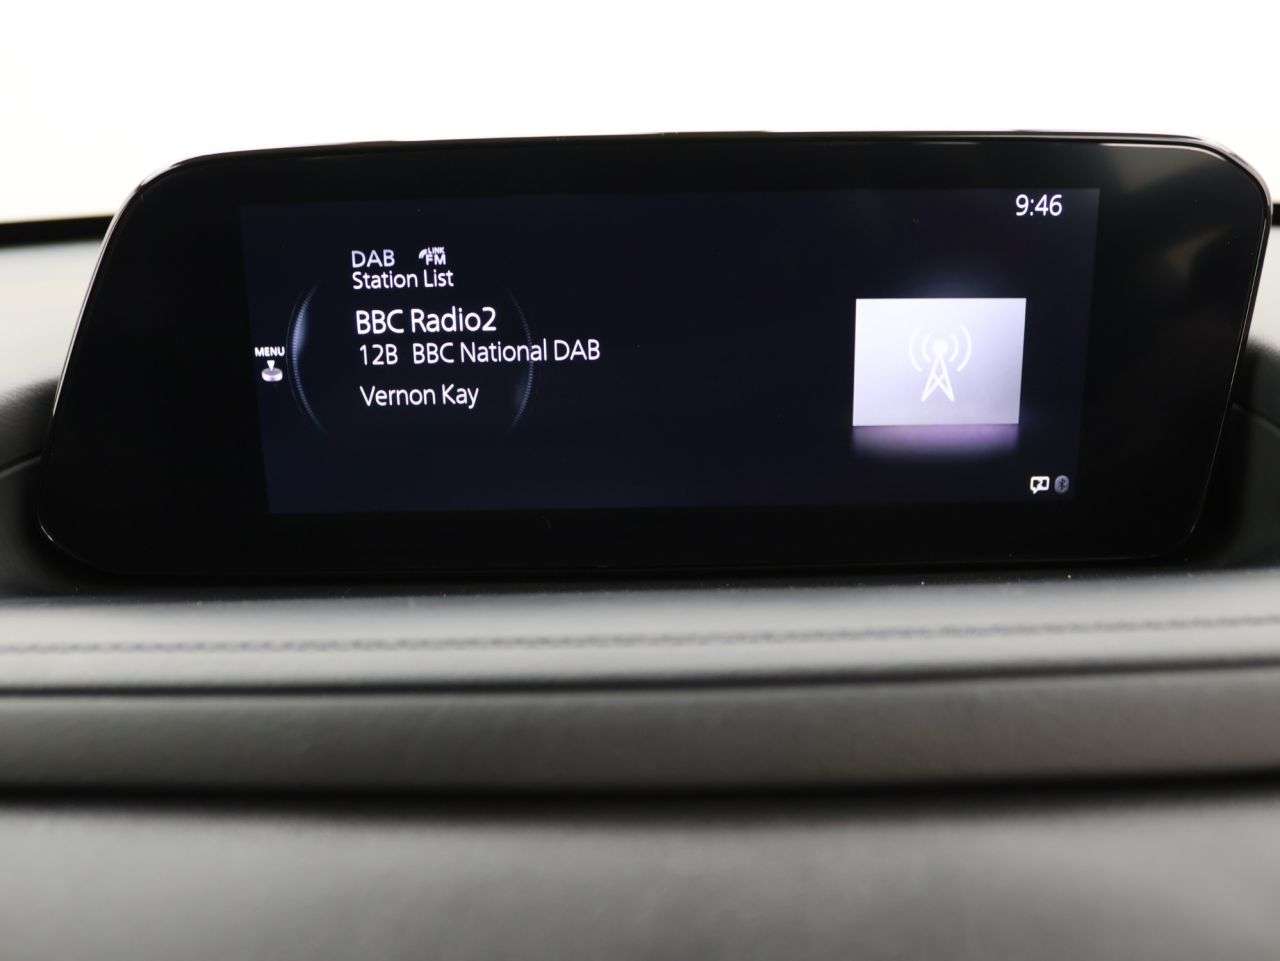 9:46
DAB LINK FM
Station List
BBC Radio2
MENU
12B BBC National DAB
Vernon Kay